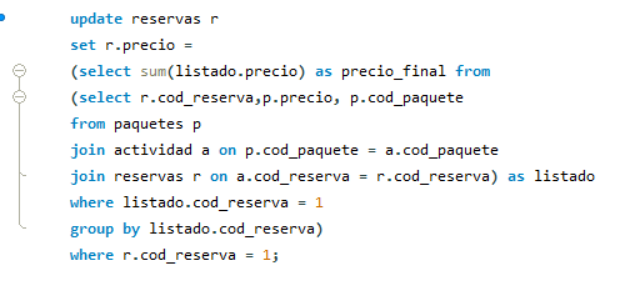 update reservas r
set r.precio =
(select sum(listado.precio) as precio_final from
(select r.cod_reserva,p.precio, p.cod_paquete
from paquetes p
join actividad a on p.cod_paquete = a.cod_paquete
join reservas r on a.cod_reserva = r.cod_reserva) as listado
where listado.cod_reserva = 1
group by listado.cod_reserva)
where r.cod_reserva = 1;